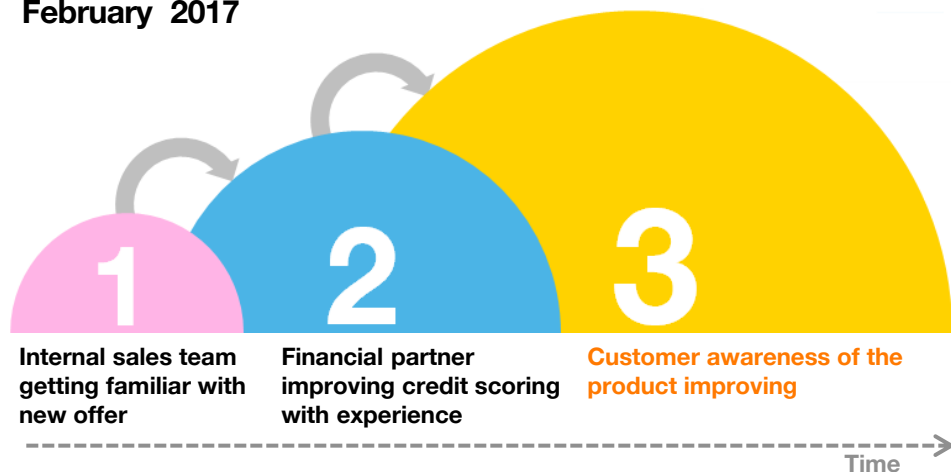 February 2017
1
2
3
Internal sales team
getting familiar with
new offer
Financial partner
improving credit scoring
with experience
Customer awareness of the
product improving
Time